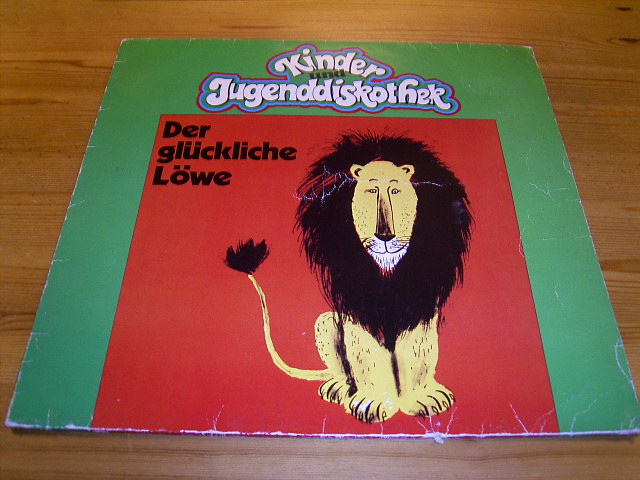 Kinder
und
Jugenddiskothek
Der
glückliche
Löwe